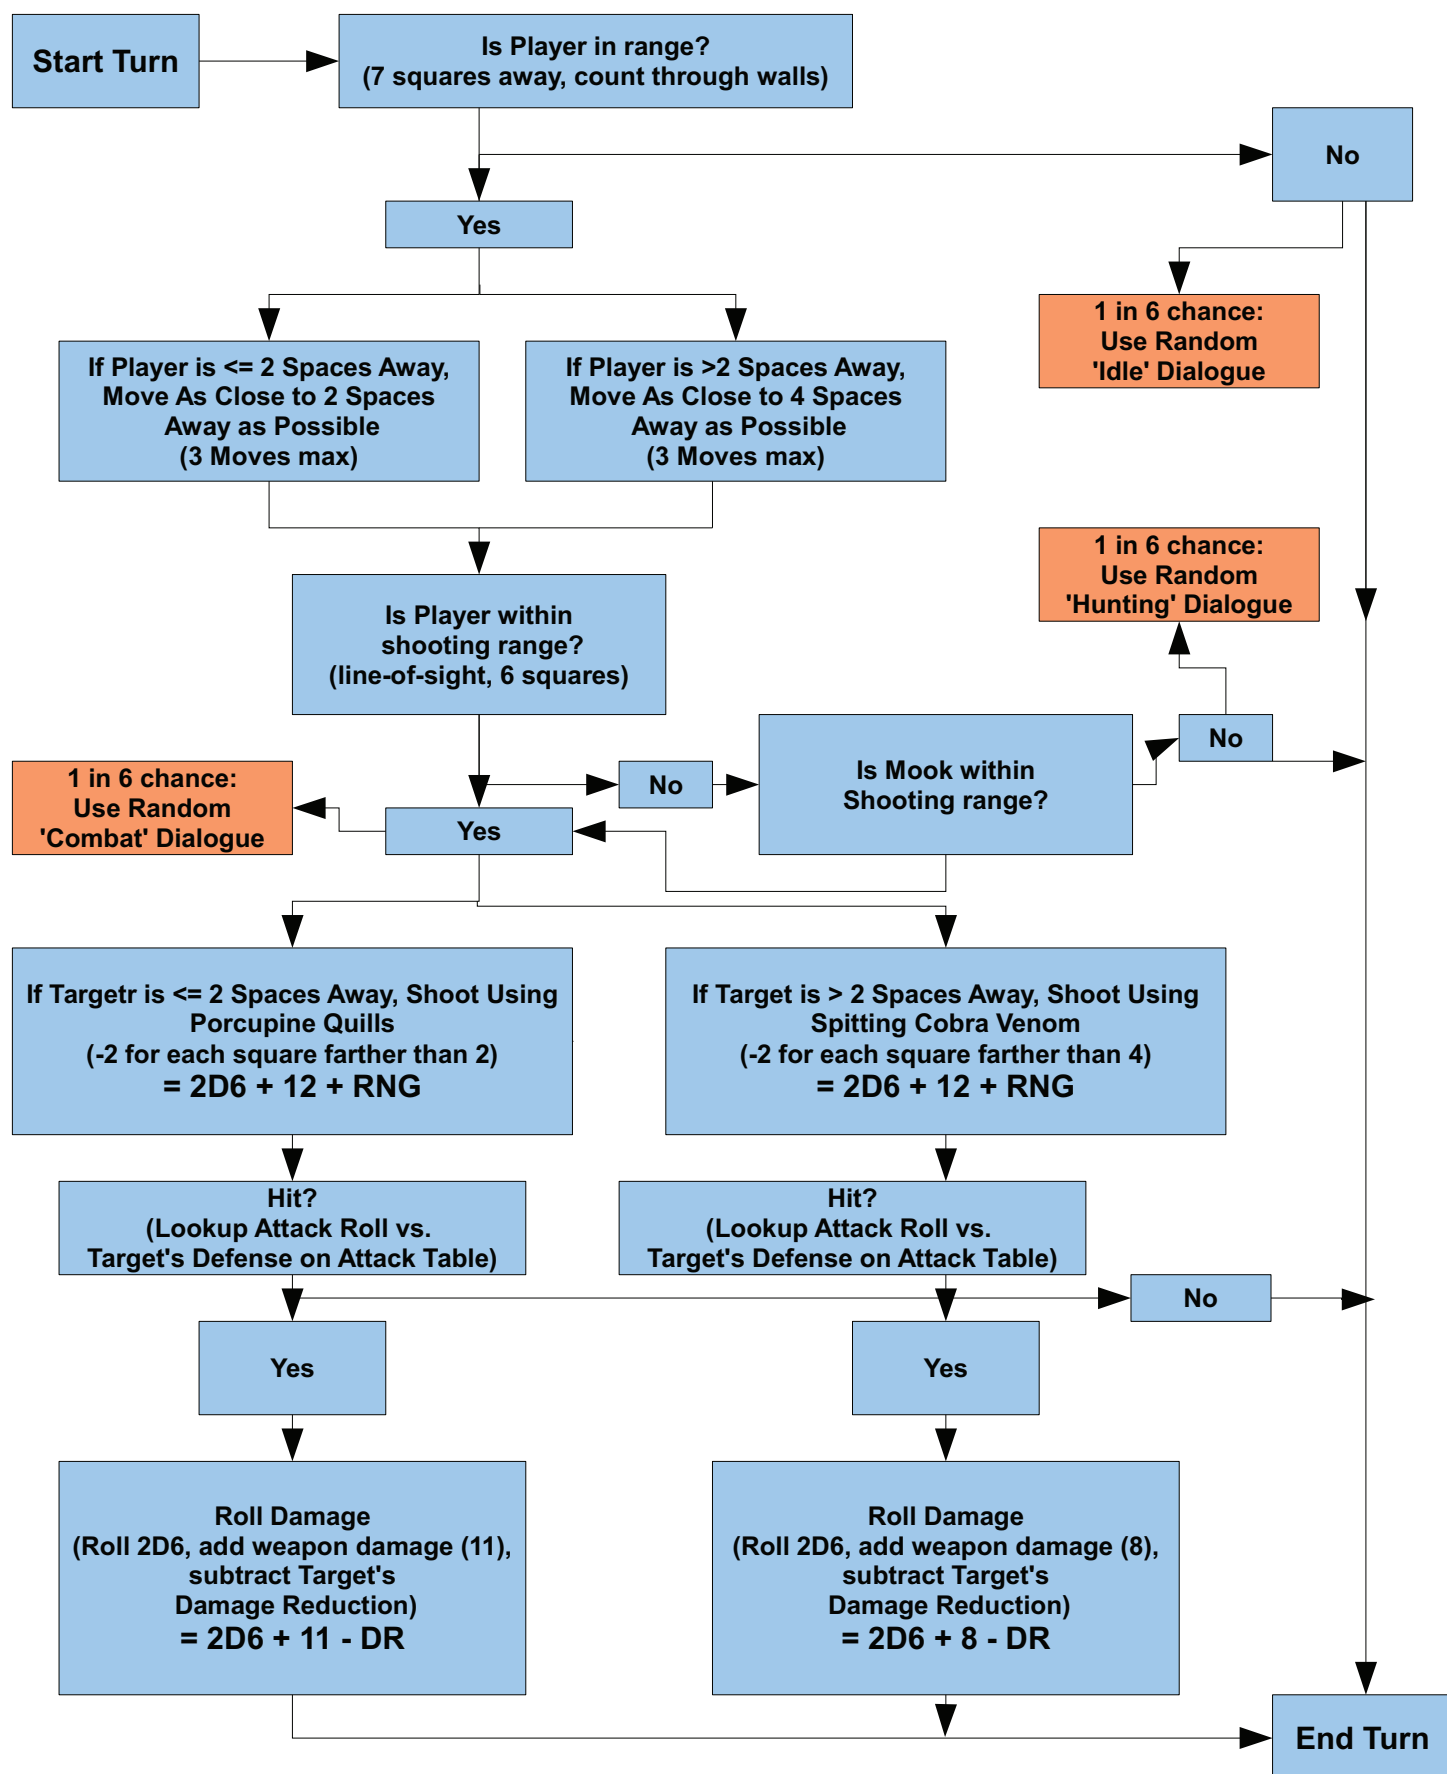 Start Turn
Is Player in range?
(7 squares away, count through walls)
No
Yes
1 in 6 chance:
Use Random
'Idle' Dialogue
If Player is <= 2 Spaces Away,
Move As Close to 2 Spaces
Away as Possible
(3 Moves max)
If Player is >2 Spaces Away,
Move As Close to 4 Spaces
Away as Possible
(3 Moves max)
1 in 6 chance:
Use Random
'Hunting' Dialogue
Is Player within
shooting range?
(line-of-sight, 6 squares)
No
Is Mook within
Shooting range?
No
1 in 6 chance:
Use Random
'Combat' Dialogue
Yes
If Targetr is <= 2 Spaces Away, Shoot Using
Porcupine Quills
(-2 for each square farther than 2)
= 2D6 + 12 + RNG
If Target is > 2 Spaces Away, Shoot Using
Spitting Cobra Venom
(-2 for each square farther than 4)
= 2D6 + 12 + RNG
Hit?
(Lookup Attack Roll vs.
Target's Defense on Attack Table)
Hit?
(Lookup Attack Roll vs.
Target's Defense on Attack Table)
No
Yes
Yes
Roll Damage
(Roll 2D6, add weapon damage (11),
subtract Target's
Damage Reduction)
= 2D6 + 11 - DR
Roll Damage
(Roll 2D6, add weapon damage (8),
subtract Target's
Damage Reduction)
= 2D6 + 8 - DR
End Turn